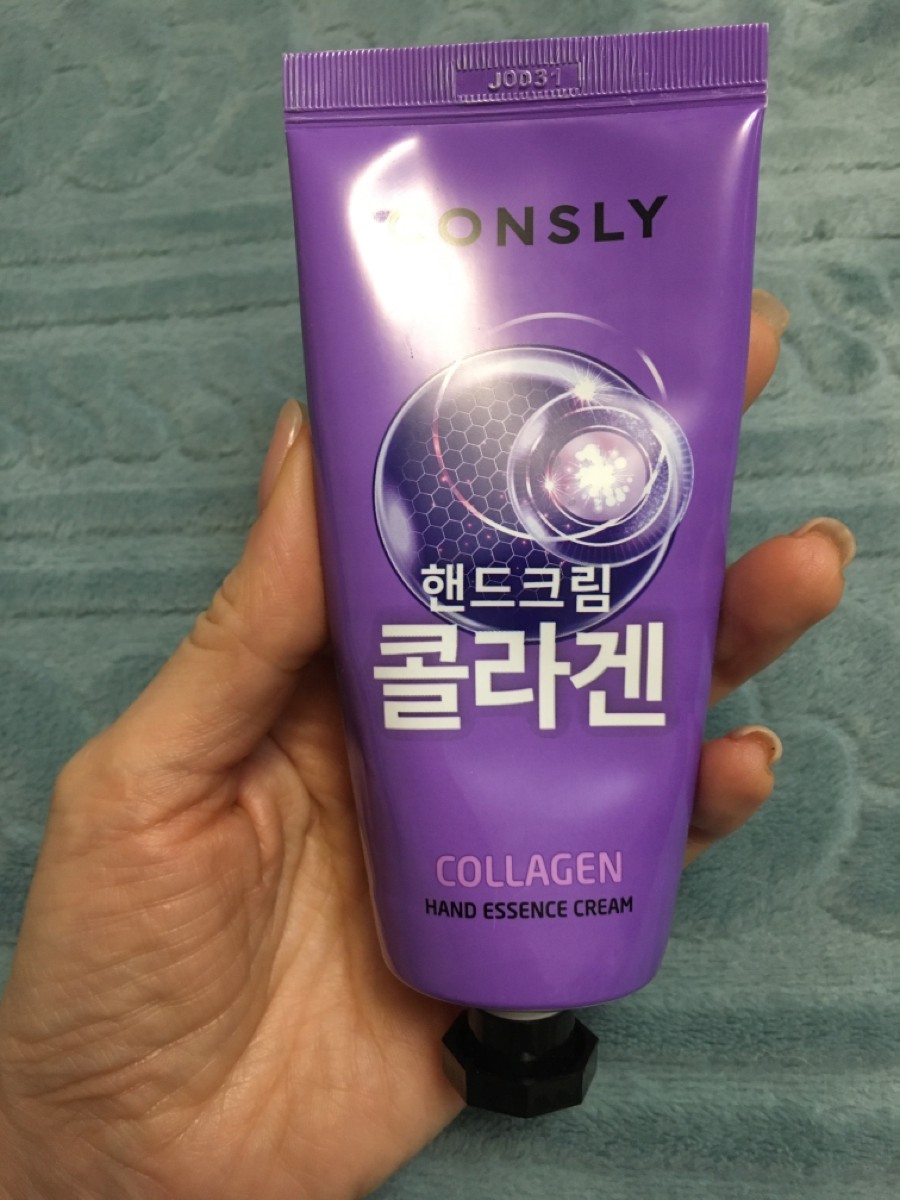 J0031
CONSLY
핸드크림
콜라겐
COLLAGEN
HAND ESSENCE CREAM